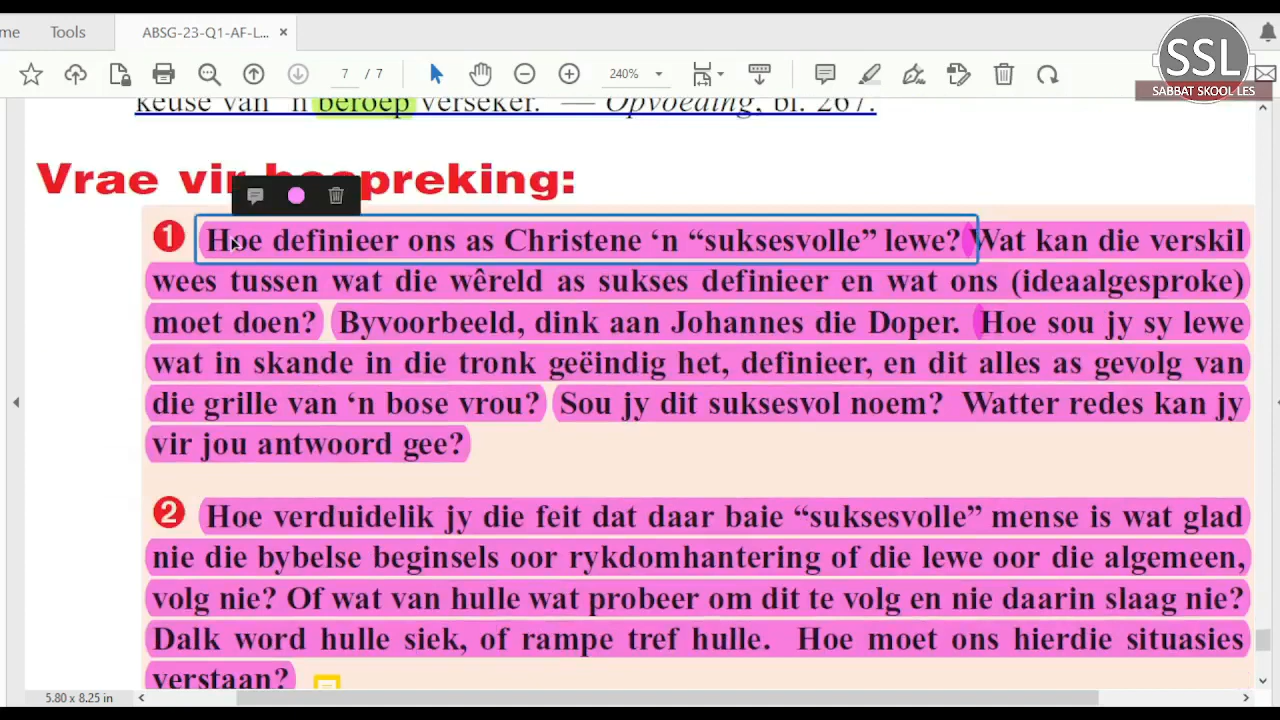 me Tools ABSG-23-Q1-AF-L... ×
7 / 7 240%
SSL
SABBAT SKOOL LES
keuse van 'n beroep verseker. — Opvoeding, bl. 267.
Vrae vir bespreking:
1 Hoe definieer ons as Christene ‘n “suksesvolle” lewe? Wat kan die verskil
wees tussen wat die wêreld as sukses definieer en wat ons (ideaalgesproke)
moet doen? Byvoorbeeld, dink aan Johannes die Doper. Hoe sou jy sy lewe
wat in skande in die tronk geëindig het, definieer, en dit alles as gevolg van
die grille van ‘n bose vrou? Sou jy dit suksesvol noem? Watter redes kan jy
vir jou antwoord gee?
2 Hoe verduidelik jy die feit dat daar baie “suksesvolle” mense is wat glad
nie die bybelse beginsels oor rykdomhantering of die lewe oor die algemeen,
volg nie? Of wat van hulle wat probeer om dit te volg en nie daarin slaag nie?
Dalk word hulle siek, of rampe tref hulle. Hoe moet ons hierdie situasies
verstaan?
5.80 x 8.25 in